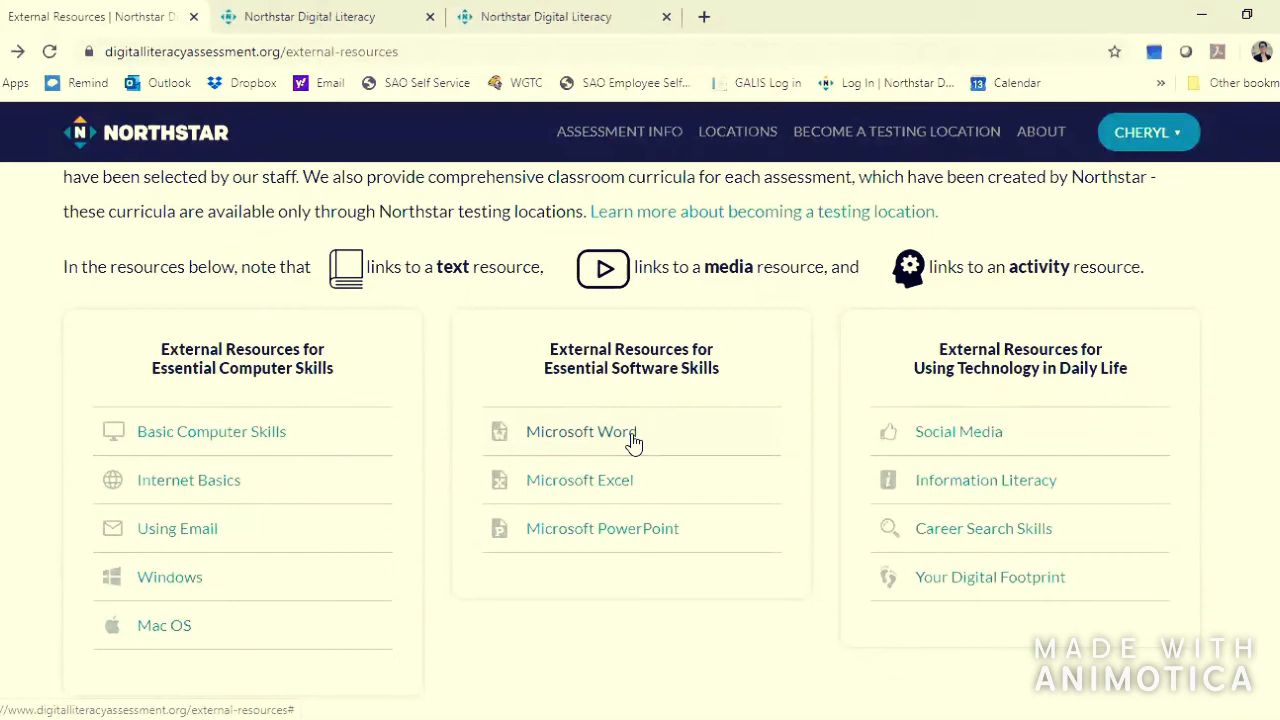 External Resources | Northstar D
Northstar Digital Literacy
Northstar Digital Literacy
digitalliteracyassessment.org/external-resources
Apps Remind Outlook Dropbox Email SAO Self Service WGTC SAO Employee Self... GALIS Log in Log In | Northstar D... Calendar » Other bookm
NORTHSTAR
ASSESSMENT INFO LOCATIONS BECOME A TESTING LOCATION ABOUT CHERYL
have been selected by our staff. We also provide comprehensive classroom curricula for each assessment, which have been created by Northstar -
these curricula are available only through Northstar testing locations. Learn more about becoming a testing location.
In the resources below, note that links to a text resource, links to a media resource, and links to an activity resource.
External Resources for
Essential Computer Skills
Basic Computer Skills
Internet Basics
Using Email
Windows
Mac OS
External Resources for
Essential Software Skills
Microsoft Word
Microsoft Excel
Microsoft PowerPoint
External Resources for
Using Technology in Daily Life
Social Media
Information Literacy
Career Search Skills
Your Digital Footprint
MADE WITH
ANIMOTICA
//www.digitalliteracyassessment.org/external-resources#